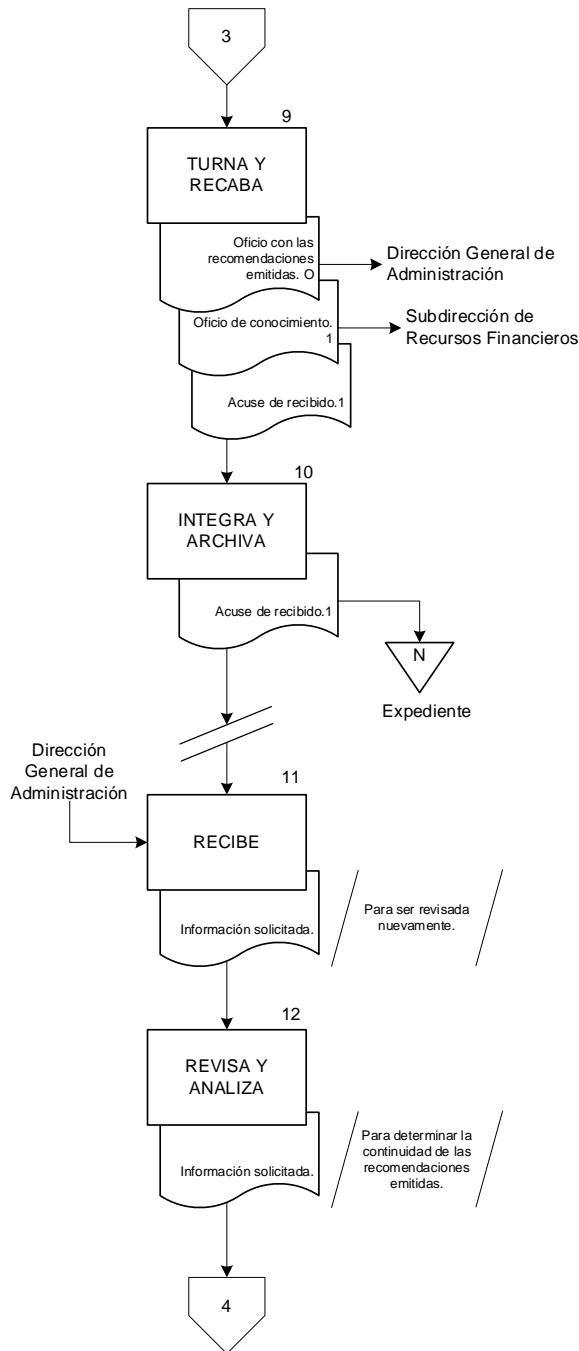 3
9
TURNA Y
RECABA
Oficio con las
recomendaciones
emitidas. O
Dirección General de
Administración
Oficio de conocimiento.
1
Subdirección de
Recursos Financieros
Acuse de recibido.1
10
INTEGRA Y
ARCHIVA
Acuse de recibido.1
N
Expediente
Dirección
General de
Administración
11
RECIBE
Información solicitada.
Para ser revisada
nuevamente.
12
REVISA Y
ANALIZA
Información solicitada.
Para determinar la
continuidad de las
recomendaciones
emitidas.
4